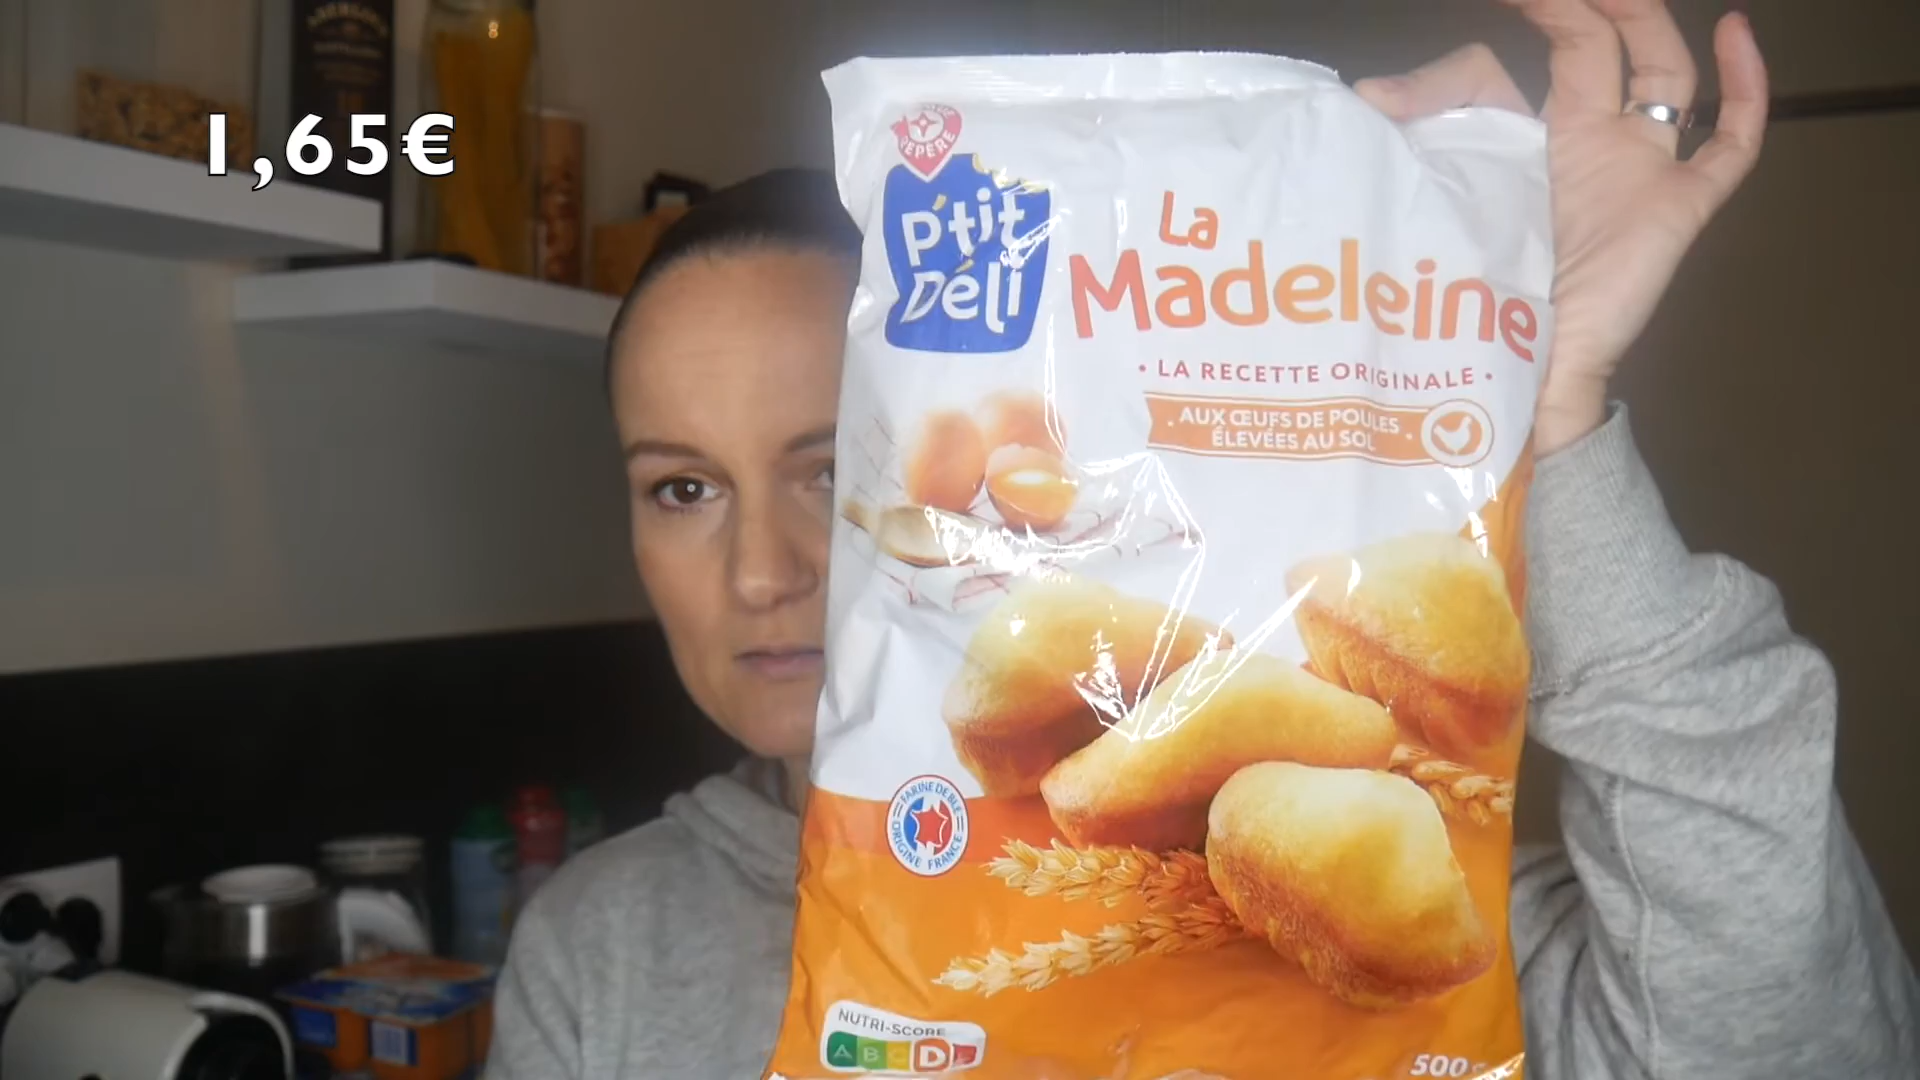 1,65€
REPÈRE
P'tit
Déli
La
Madeleine
• LA RECETTE ORIGINALE •
AUX ŒUFS DE POULES
ÉLEVÉES AU SOL
FARINE DE BLÉ
ORIGINE FRANCE
NUTRI-SCORE
A B C D E
500g